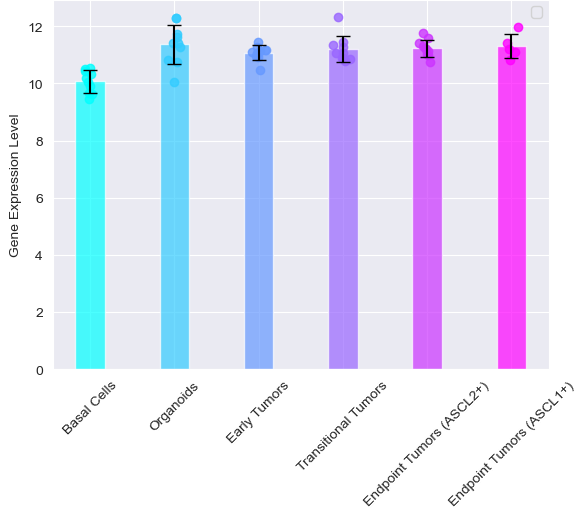 Gene Expression Level
12
10
8
6
4
2
0
Basal Cells
Organoids
Early Tumors
Transitional Tumors
Endpoint Tumors (ASCL2+)
Endpoint Tumors (ASCL1+)